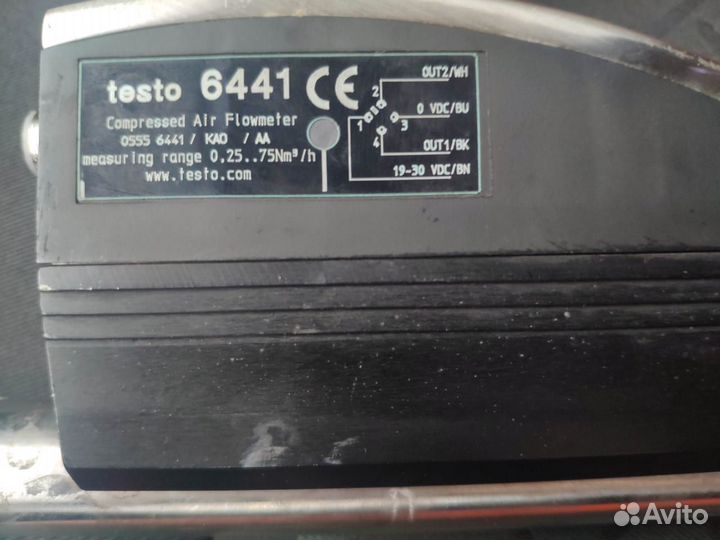 testo 6441 CE
Compressed Air Flowmeter
0555 6441 / KAO / AA
measuring range 0,25..75Nm³/h
www.testo.com
OUT2/WH
2
0 VDC/BU
1
3
4
OUT1/BK
19-30 VDC/BN
Avito